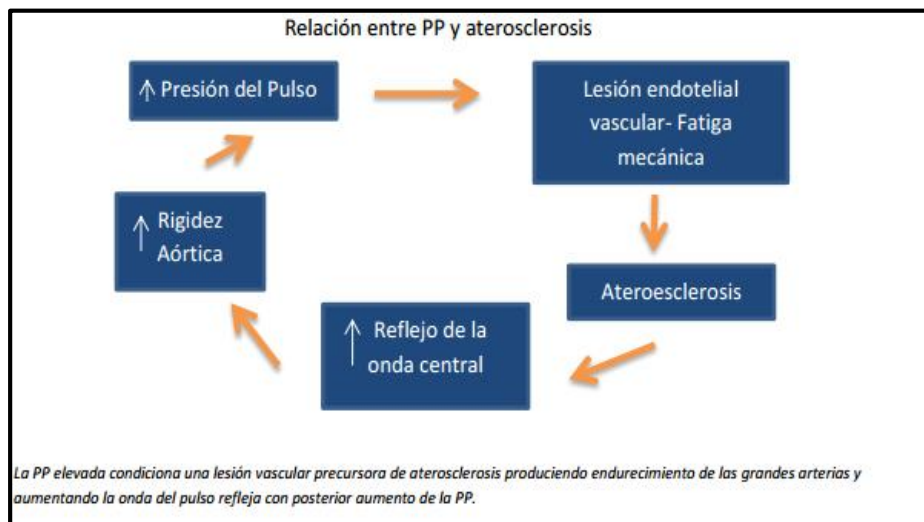 Relación entre PP y aterosclerosis
↑ Presión del Pulso
Lesión endotelial
vascular- Fatiga
mecánica
Ateroesclerosis
↑ Reflejo de la
onda central
↑ Rigidez
Aórtica
La PP elevada condiciona una lesión vascular precursora de aterosclerosis produciendo endurecimiento de las grandes arterias y
aumentando la onda del pulso refleja con posterior aumento de la PP.